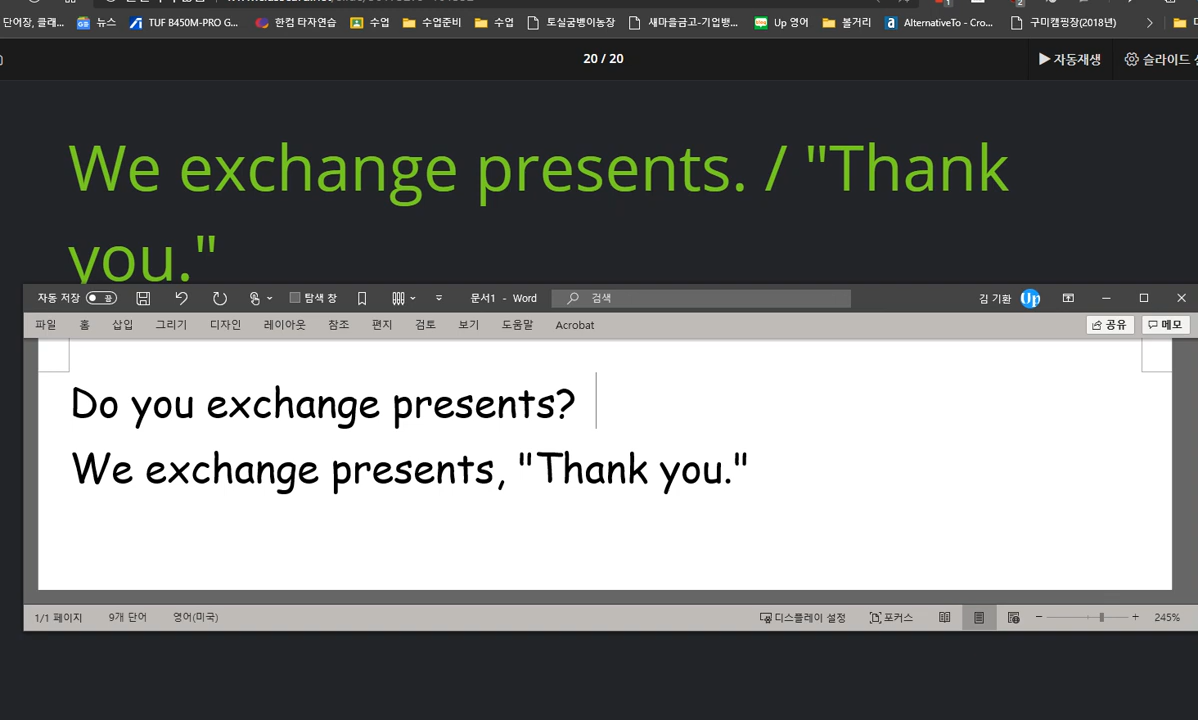 단어장, 클래... 뉴스 TUF B450M-PRO G... 한컴 타자연습 수업 수업준비 수업 토실굼벵이농장 새마을금고-기업뱅... Up 영어 볼거리 AlternativeTo - Cro... 구미캠핑장(2018년)
20 / 20 자동재생 슬라이드
We exchange presents. / "Thank
you."
자동 저장 끔 탐색 창 문서1 - Word 검색 김 기환 Up
파일 홈 삽입 그리기 디자인 레이아웃 참조 편지 검토 보기 도움말 Acrobat 공유 메모
Do you exchange presents?
We exchange presents, "Thank you."
1/1 페이지 9개 단어 영어(미국) 디스플레이 설정 포커스 245%